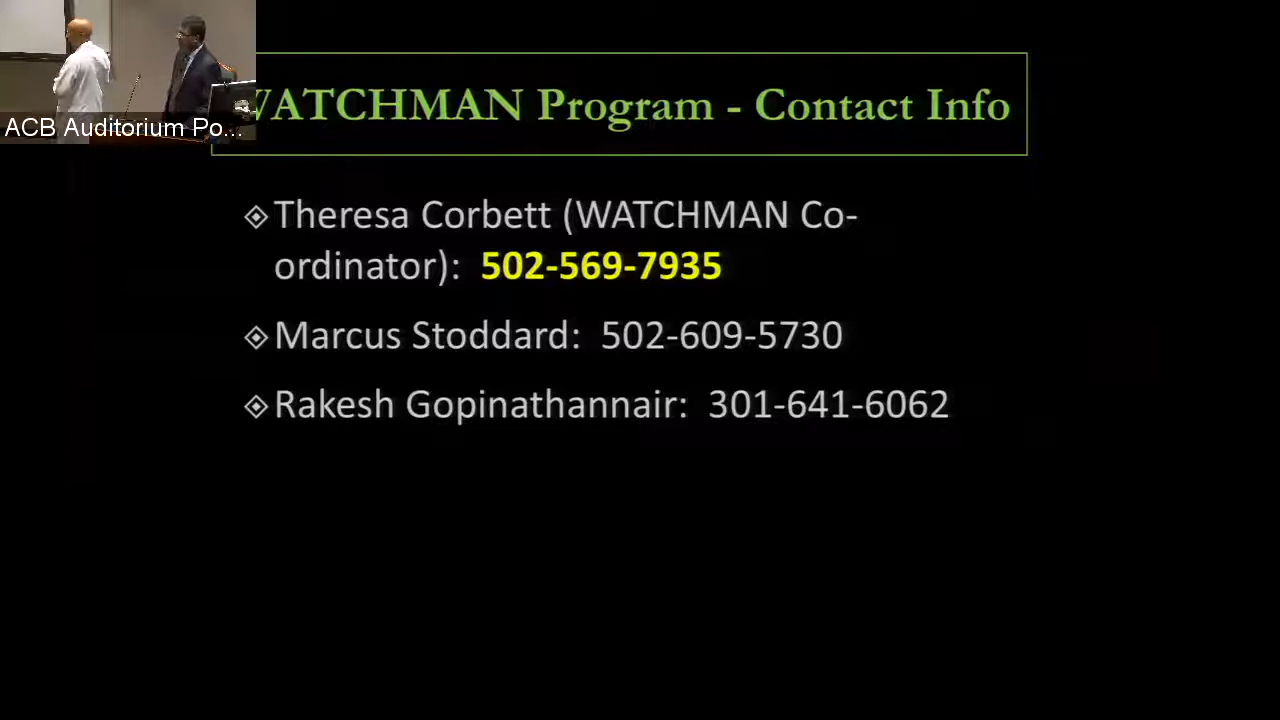 WATCHMAN Program - Contact Info
ACB Auditorium Po...
Theresa Corbett (WATCHMAN Co-
ordinator): 502-569-7935
Marcus Stoddard: 502-609-5730
Rakesh Gopinathannair: 301-641-6062